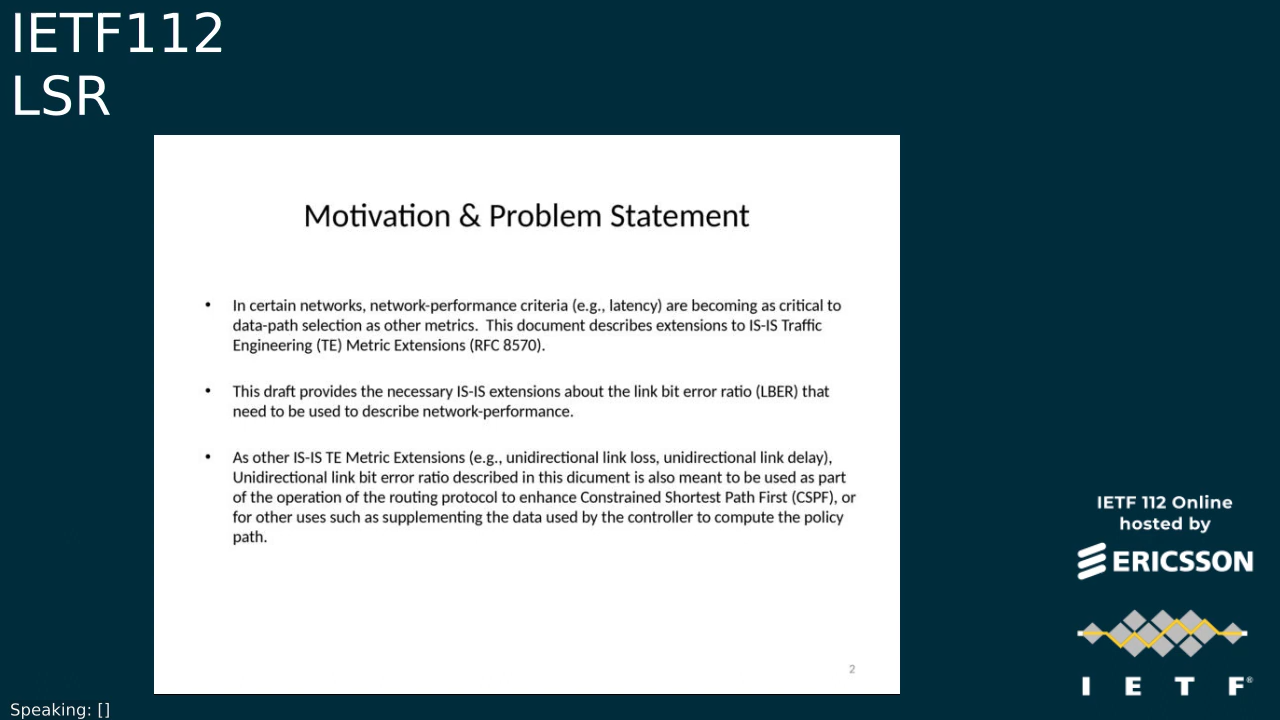 IETF112
LSR
Motivation & Problem Statement
• In certain networks, network-performance criteria (e.g., latency) are becoming as critical to
data-path selection as other metrics.  This document describes extensions to IS-IS Traffic
Engineering (TE) Metric Extensions (RFC 8570).
• This draft provides the necessary IS-IS extensions about the link bit error ratio (LBER) that
need to be used to describe network-performance.
• As other IS-IS TE Metric Extensions (e.g., unidirectional link loss, unidirectional link delay),
Unidirectional link bit error ratio described in this dicument is also meant to be used as part
of the operation of the routing protocol to enhance Constrained Shortest Path First (CSPF), or
for other uses such as supplementing the data used by the controller to compute the policy
path.
2
IETF 112 Online
hosted by
ERICSSON
I E T F®
Speaking: []